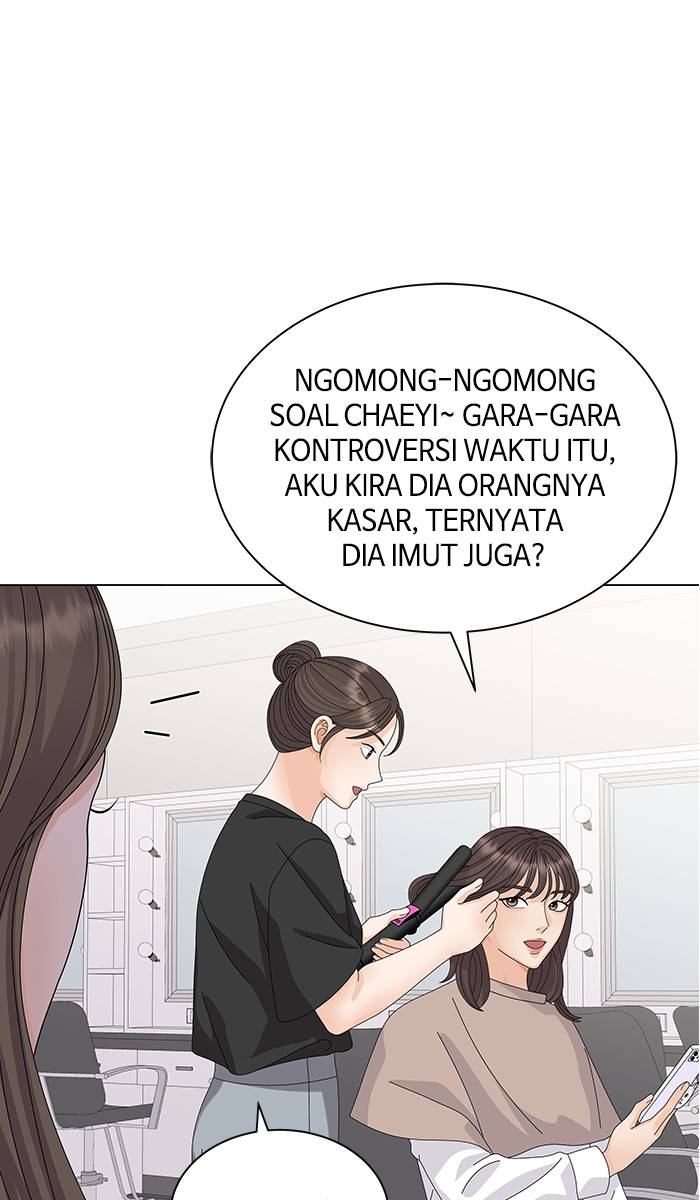 NGOMONG-NGOMONG
SOAL CHAEYI~ GARA-GARA
KONTROVERSI WAKTU ITU,
AKU KIRA DIA ORANGNYA
KASAR, TERNYATA
DIA IMUT JUGA?